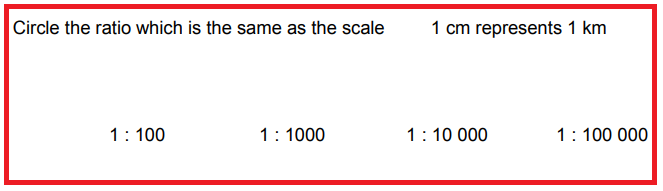 Circle the ratio which is the same as the scale 1 cm represents 1 km
1 : 100 1 : 1000 1 : 10 000 1 : 100 000